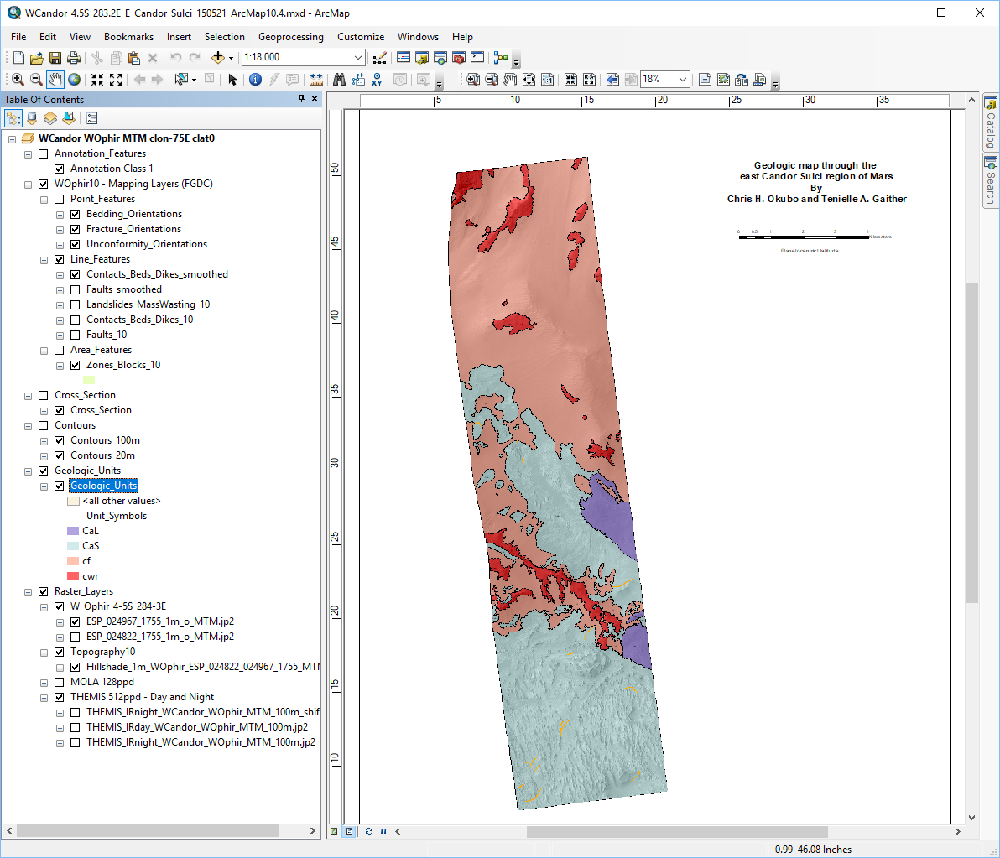 WCandor_4.5S_283.2E_E_Candor_Sulci_150521_ArcMap10.4.mxd - ArcMap
File Edit View Bookmarks Insert Selection Geoprocessing Customize Windows Help
1:18,000
XY
1:1
18%
Table Of Contents
WCandor WOphir MTM clon-75E clat0
Annotation_Features
Annotation Class 1
WOphir10 - Mapping Layers (FGDC)
Point_Features
Bedding_Orientations
Fracture_Orientations
Unconformity_Orientations
Line_Features
Contacts_Beds_Dikes_smoothed
Faults_smoothed
Landslides_MassWasting_10
Contacts_Beds_Dikes_10
Faults_10
Area_Features
Zones_Blocks_10
Cross_Section
Cross_Section
Contours
Contours_100m
Contours_20m
Geologic_Units
Geologic_Units
<all other values>
Unit_Symbols
CaL
CaS
cf
cwr
Raster_Layers
W_Ophir_4-5S_284-3E
ESP_024967_1755_1m_o_MTM.jp2
ESP_024822_1755_1m_o_MTM.jp2
Topography10
Hillshade_1m_WOphir_ESP_024822_024967_1755_MTM
MOLA 128ppd
THEMIS 512ppd - Day and Night
THEMIS_IRnight_WCandor_WOphir_MTM_100m_shif
THEMIS_IRday_WCandor_WOphir_MTM_100m.jp2
THEMIS_IRnight_WCandor_WOphir_MTM_100m.jp2
5 10 15 20 25 30 35
50
45
40
35
30
25
20
15
10
Geologic map through the
east Candor Sulci region of Mars
By
Chris H. Okubo and Tenielle A. Gaither
0 0.5 1 2 3 4
Kilometers
Planetocentric Latitude
Catalog
Search
-0.99 46.08 Inches